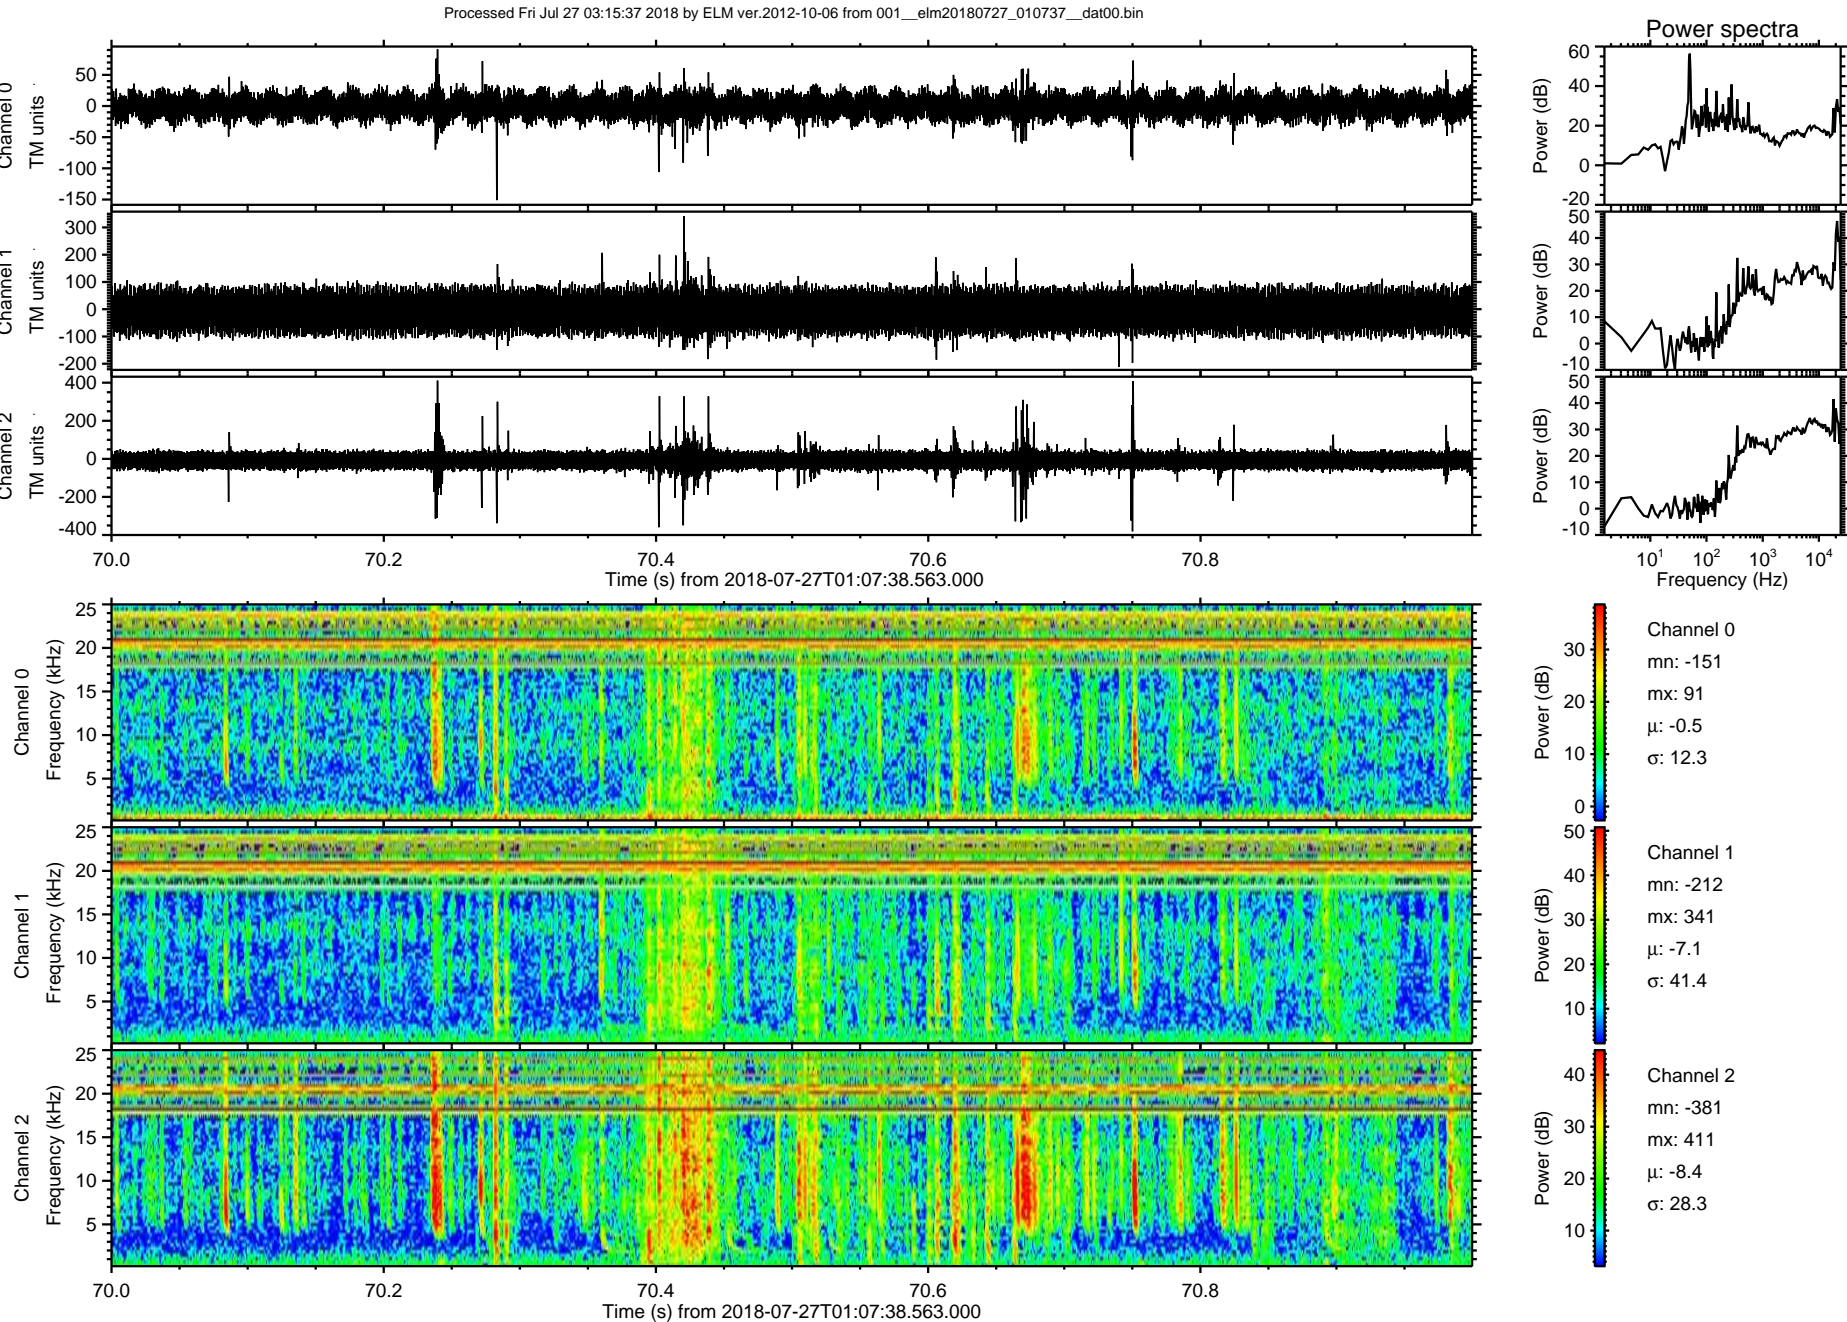 Processed Fri Jul 27 03:15:37 2018 by ELM ver.2012-10-06 from 001__elm20180727_010737__dat00.bin
Power spectra
Channel 0
TM units
50
0
-50
-100
-150
Power (dB)
60
40
20
0
-20
Channel 1
TM units
300
200
100
0
-100
-200
Power (dB)
50
40
30
20
10
0
-10
Channel 2
TM units
400
200
0
-200
-400
Power (dB)
50
40
30
20
10
0
-10
70.0 70.2 70.4 70.6 70.8
Time (s) from 2018-07-27T01:07:38.563.000
10¹ 10² 10³ 10⁴
Frequency (Hz)
Channel 0
Frequency (kHz)
25
20
15
10
5
Power (dB)
30
20
10
0
Channel 0
mn: -151
mx: 91
μ: -0.5
σ: 12.3
Channel 1
Frequency (kHz)
25
20
15
10
5
Power (dB)
50
40
30
20
10
Channel 1
mn: -212
mx: 341
μ: -7.1
σ: 41.4
Channel 2
Frequency (kHz)
25
20
15
10
5
Power (dB)
40
30
20
10
Channel 2
mn: -381
mx: 411
μ: -8.4
σ: 28.3
70.0 70.2 70.4 70.6 70.8
Time (s) from 2018-07-27T01:07:38.563.000